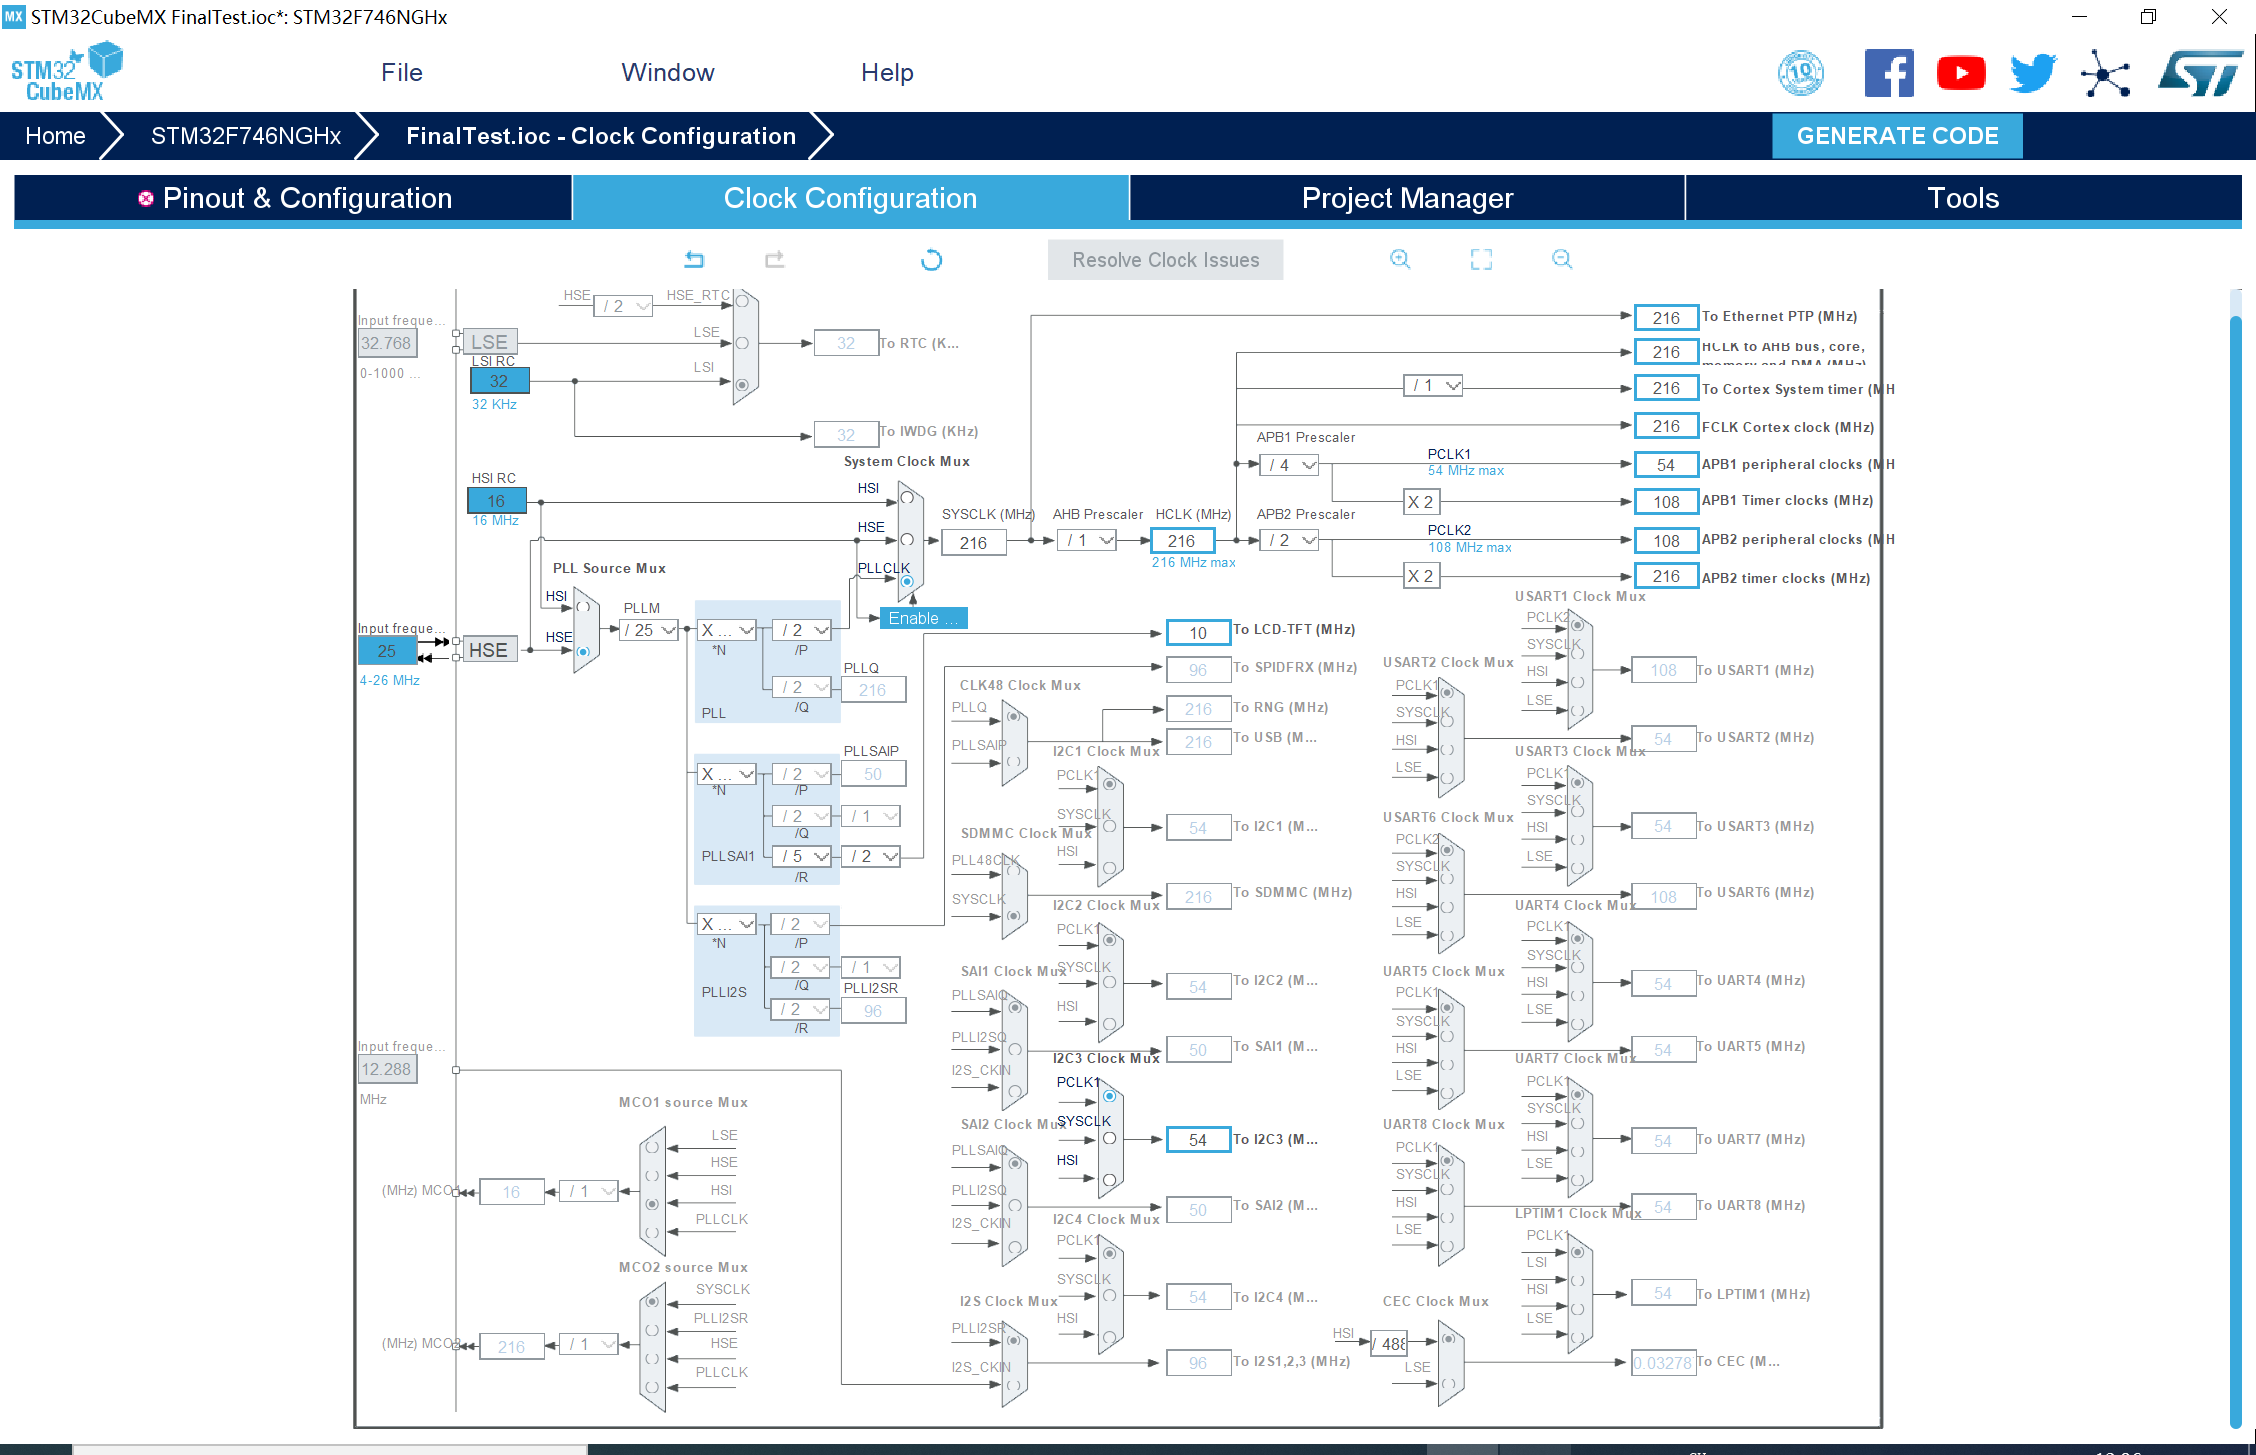 MX STM32CubeMX FinalTest.ioc*: STM32F746NGHx
STM32 CubeMX
File Window Help
10
Home STM32F746NGHx FinalTest.ioc - Clock Configuration GENERATE CODE
Pinout & Configuration Clock Configuration Project Manager Tools
Resolve Clock Issues
HSE / 2 HSE_RTC
Input freque...
32.768
0-1000 ...
LSE
LSE
LSI
32 To RTC (K...
LSI RC
32
32 KHz
32 To IWDG (KHz)
216 To Ethernet PTP (MHz)
216 HCLK to AHB bus, core,
memory and DMA (MHz)
/ 1 216 To Cortex System timer (MH
216 FCLK Cortex clock (MHz)
APB1 Prescaler
/ 4
PCLK1
54 MHz max
54 APB1 peripheral clocks (MH
X 2 108 APB1 Timer clocks (MHz)
System Clock Mux
HSI RC
16
16 MHz
HSI
HSE
PLLCLK
SYSCLK (MHz)
216
AHB Prescaler
/ 1
HCLK (MHz)
216
216 MHz max
APB2 Prescaler
/ 2
PCLK2
108 MHz max
108 APB2 peripheral clocks (MH
X 2 216 APB2 timer clocks (MHz)
Enable ...
PLL Source Mux
HSI
HSE
Input freque...
25
4-26 MHz
HSE
PLLM
/ 25
X ...
*N
/ 2
/P
PLLQ
/ 2
216
/Q
PLL
PLLSAIP
X ...
*N
/ 2
50
/P
/ 2
/ 1
/Q
PLLSAI1
/ 5
/ 2
/R
X ...
*N
/ 2
/P
/ 2
/ 1
/Q
PLLI2SR
PLLI2S
/ 2
96
/R
10 To LCD-TFT (MHz)
96 To SPIDFRX (MHz)
CLK48 Clock Mux
PLLQ
PLLSAIP
216 To RNG (MHz)
216 To USB (M...
I2C1 Clock Mux
PCLK1
SYSCLK
HSI
54 To I2C1 (M...
SDMMC Clock Mux
PLL48CLK
SYSCLK
216 To SDMMC (MHz)
I2C2 Clock Mux
PCLK1
SYSCLK
HSI
54 To I2C2 (M...
SAI1 Clock Mux
PLLSAIQ
PLLI2SQ
I2S_CKIN
50 To SAI1 (M...
I2C3 Clock Mux
PCLK1
SYSCLK
HSI
54 To I2C3 (M...
SAI2 Clock Mux
PLLSAIQ
PLLI2SQ
I2S_CKIN
50 To SAI2 (M...
I2C4 Clock Mux
PCLK1
SYSCLK
HSI
54 To I2C4 (M...
I2S Clock Mux
PLLI2SR
I2S_CKIN
96 To I2S1,2,3 (MHz)
USART1 Clock Mux
PCLK2
SYSCLK
HSI
LSE
108 To USART1 (MHz)
USART2 Clock Mux
PCLK1
SYSCLK
HSI
LSE
54 To USART2 (MHz)
USART3 Clock Mux
PCLK1
SYSCLK
HSI
LSE
54 To USART3 (MHz)
USART6 Clock Mux
PCLK2
SYSCLK
HSI
LSE
108 To USART6 (MHz)
UART4 Clock Mux
PCLK1
SYSCLK
HSI
LSE
54 To UART4 (MHz)
UART5 Clock Mux
PCLK1
SYSCLK
HSI
LSE
54 To UART5 (MHz)
UART7 Clock Mux
PCLK1
SYSCLK
HSI
LSE
54 To UART7 (MHz)
UART8 Clock Mux
PCLK1
SYSCLK
HSI
LSE
54 To UART8 (MHz)
LPTIM1 Clock Mux
PCLK1
LSI
HSI
LSE
54 To LPTIM1 (MHz)
CEC Clock Mux
HSI
/ 488
LSE
0.03278 To CEC (M...
Input freque...
12.288
MHz
MCO1 source Mux
LSE
HSE
HSI
PLLCLK
(MHz) MCO1 16 / 1
MCO2 source Mux
SYSCLK
PLLI2SR
HSE
PLLCLK
(MHz) MCO2 216 / 1